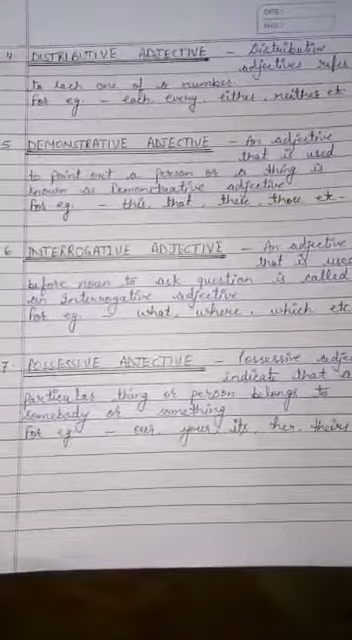 DATE:
PAGE:
4. DISTRIBUTIVE ADJECTIVE - Distributive
adjectives refer
to each one of a number.
For eg. - each, every, either, neither etc
5 DEMONSTRATIVE ADJECTIVE - An adjective
that is used
to point out a person or a thing is
known as Demonstrative adjective
For eg. - this, that, these, those etc-
6 INTERROGATIVE ADJECTIVE - An adjective
that is used
before noun to ask question is called
an Interrogative adjective
For eg. - what, where, which etc
7. POSSESSIVE ADJECTIVE - Possessive adjec
indicate that a
particular thing or person belongs to
somebody or something
For eg - our, your, its, her, theirs